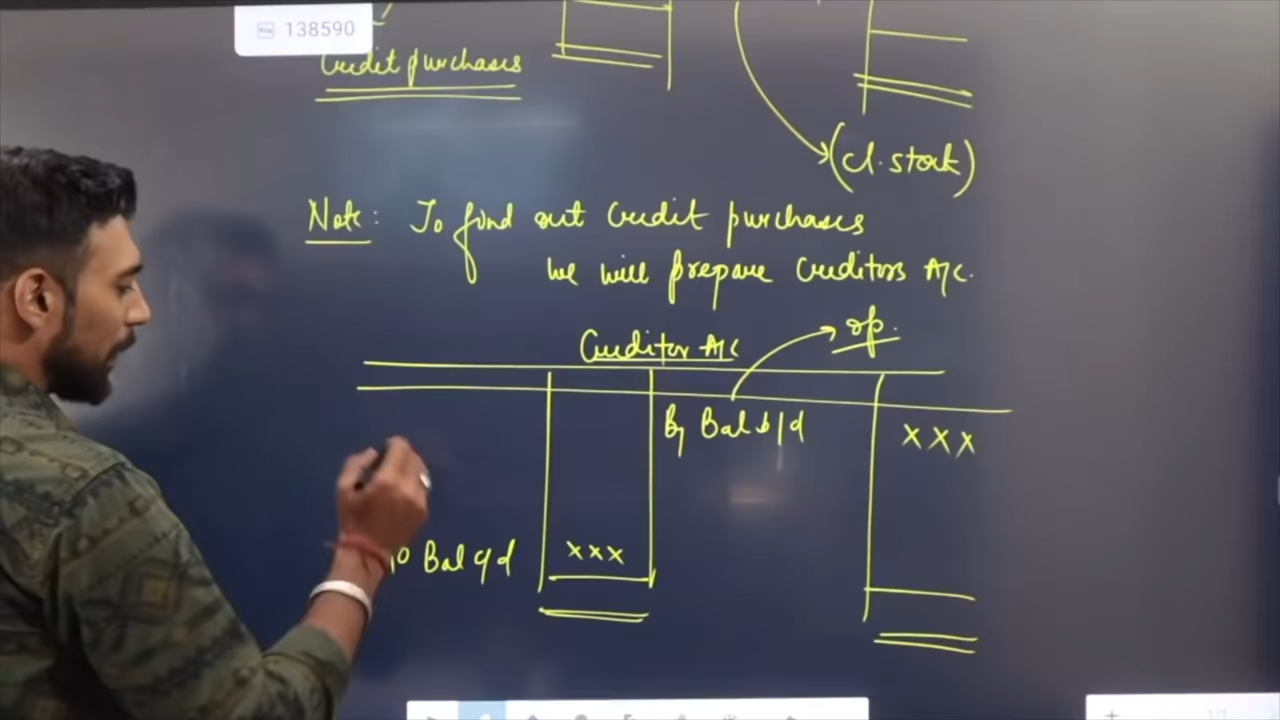 138590
Credit purchases
(cl. stock)
Note: To find out credit purchases
we will prepare Creditors A/c.
op.
Creditor A/c
By Bal b/d xxx
To Bal c/d xxx